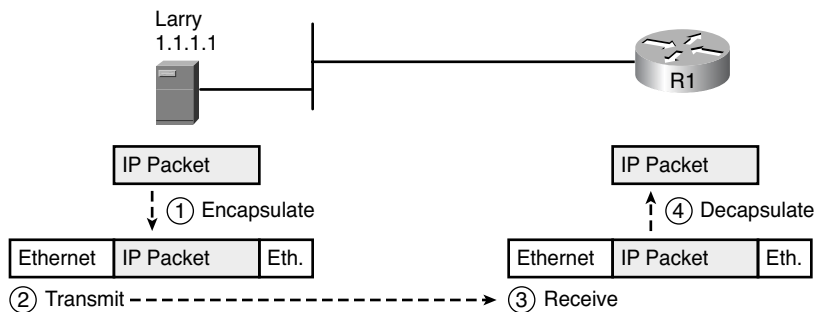 Larry
1.1.1.1
R1
IP Packet
IP Packet
1 Encapsulate
4 Decapsulate
Ethernet IP Packet Eth.
Ethernet IP Packet Eth.
2 Transmit
3 Receive